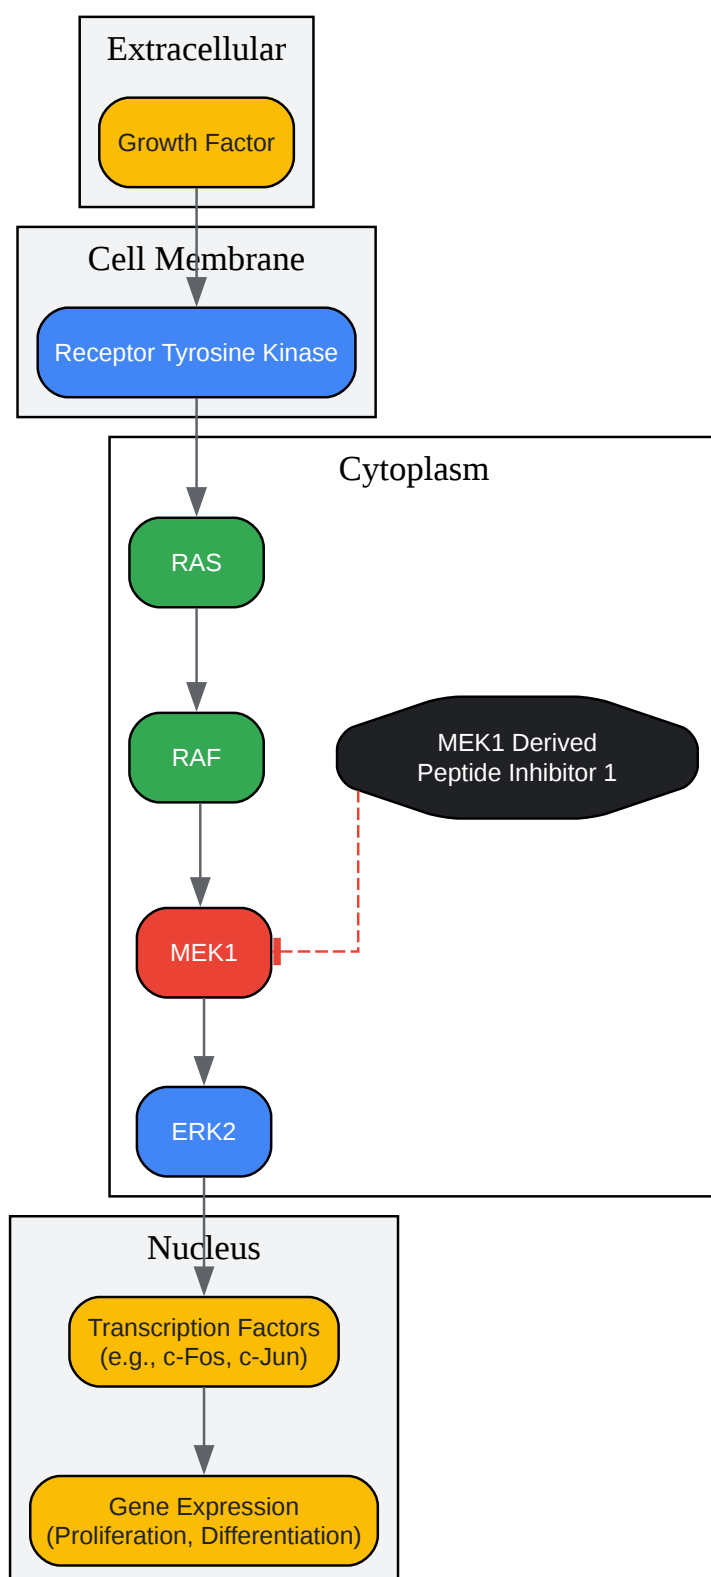 Extracellular
Growth Factor
Cell Membrane
Receptor Tyrosine Kinase
Cytoplasm
RAS
RAF
MEK1 Derived
Peptide Inhibitor 1
MEK1
ERK2
Nucleus
Transcription Factors
(e.g., c-Fos, c-Jun)
Gene Expression
(Proliferation, Differentiation)